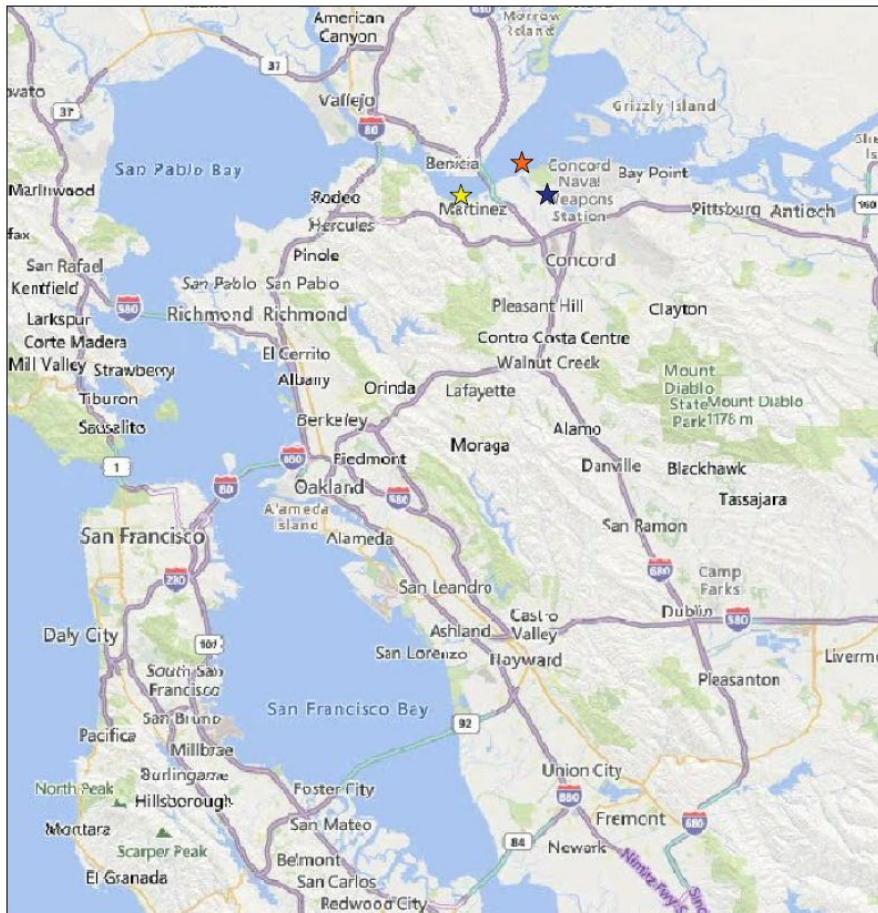 American
Canyon
Morrow
Island
37
Vallejo
80
Grizzly Island
37
San Pablo Bay
Benicia
Concord
Naval
Weapons
Station
Bay Point
Marinwood
Rodeo
Martinez
Pittsburg
Antioch
160
Hercules
Pinole
San Rafael
Concord
Kentfield
San Pablo
San Pablo
580
Richmond
Richmond
Pleasant Hill
Clayton
Larkspur
Corte Madera
Contra Costa Centre
El Cerrito
Mill Valley
Strawberry
Walnut Creek
Albany
Orinda
Lafayette
Mount
Diablo
State
Park
Mount Diablo
1178 m
Tiburon
Sausalito
Berkeley
Alamo
Moraga
1
880
Piedmont
Danville
Blackhawk
80
Oakland
580
Tassajara
Alameda
Island
San Francisco
Alameda
San Ramon
280
San Leandro
680
Camp
Parks
Castro
Valley
Dublin
580
Daly City
101
Ashland
San Lorenzo
Hayward
Livermo
South San
Francisco
Pleasanton
San Francisco Bay
San Bruno
92
Pacifica
Millbrae
Burlingame
Union City
North Peak
Hillsborough
Foster City
880
Montara
San Mateo
Fremont
680
Scarper Peak
84
Newark
Belmont
Nimitz Fwy S
El Granada
San Carlos
Redwood City